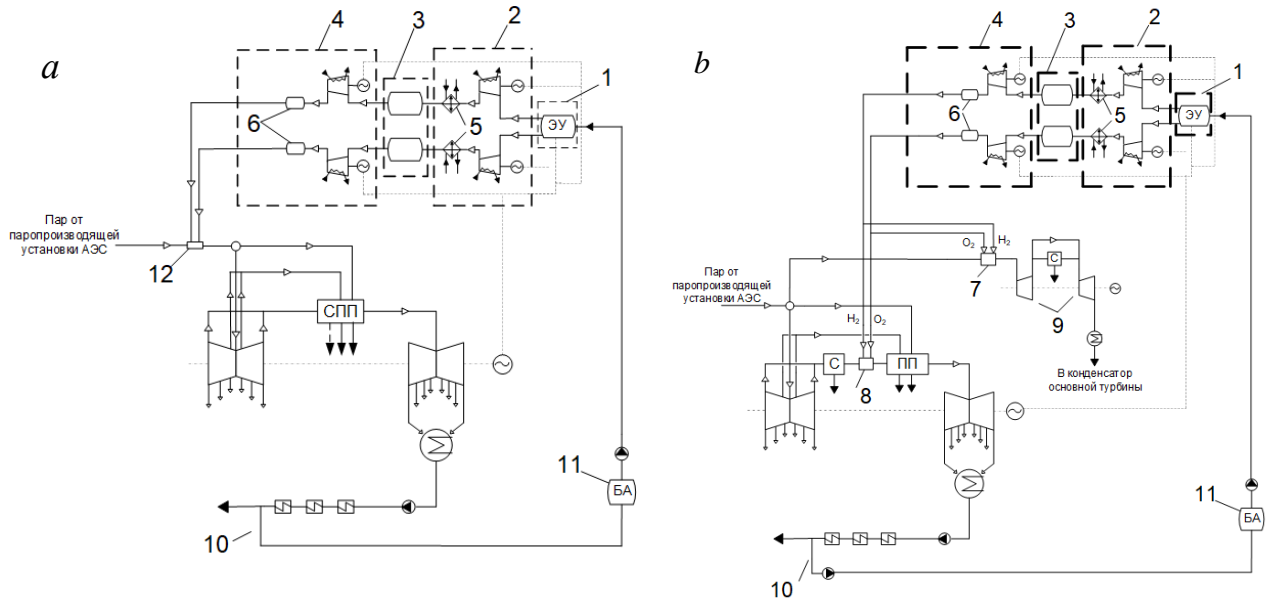 a
4
3
2
1
6
5
ЭУ
Пар от
паропроизводящей
установки АЭС
12
СПП
11
БА
10
b
4
3
2
1
6
5
ЭУ
O2 H2
С
7
9
Пар от
паропроизводящей
установки АЭС
H2 O2
В конденсатор
основной турбины
С
ПП
8
11
БА
10